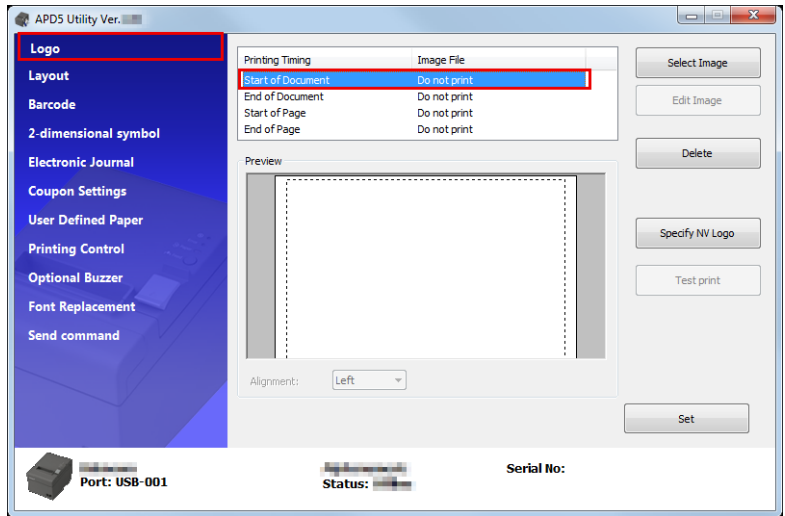 APD5 Utility Ver.
Logo
Layout
Barcode
2-dimensional symbol
Electronic Journal
Coupon Settings
User Defined Paper
Printing Control
Optional Buzzer
Font Replacement
Send command
Printing Timing Image File
Start of Document Do not print
End of Document Do not print
Start of Page Do not print
End of Page Do not print
Preview
Alignment: Left
Select Image
Edit Image
Delete
Specify NV Logo
Test print
Set
Port: USB-001
Status:
Serial No: